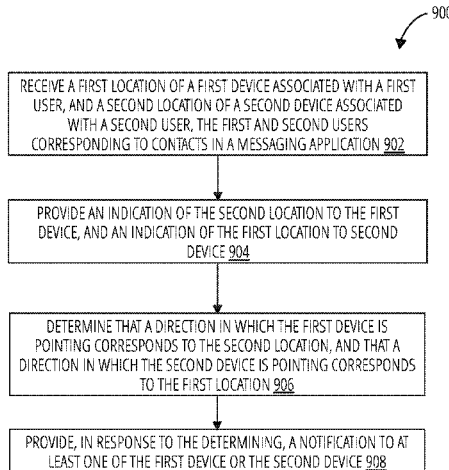 900
RECEIVE A FIRST LOCATION OF A FIRST DEVICE ASSOCIATED WITH A FIRST
USER, AND A SECOND LOCATION OF A SECOND DEVICE ASSOCIATED
WITH A SECOND USER, THE FIRST AND SECOND USERS
CORRESPONDING TO CONTACTS IN A MESSAGING APPLICATION 902
PROVIDE AN INDICATION OF THE SECOND LOCATION TO THE FIRST
DEVICE, AND AN INDICATION OF THE FIRST LOCATION TO SECOND
DEVICE 904
DETERMINE THAT A DIRECTION IN WHICH THE FIRST DEVICE IS
POINTING CORRESPONDS TO THE SECOND LOCATION, AND THAT A
DIRECTION IN WHICH THE SECOND DEVICE IS POINTING CORRESPONDS
TO THE FIRST LOCATION 906
PROVIDE, IN RESPONSE TO THE DETERMINING, A NOTIFICATION TO AT
LEAST ONE OF THE FIRST DEVICE OR THE SECOND DEVICE 908